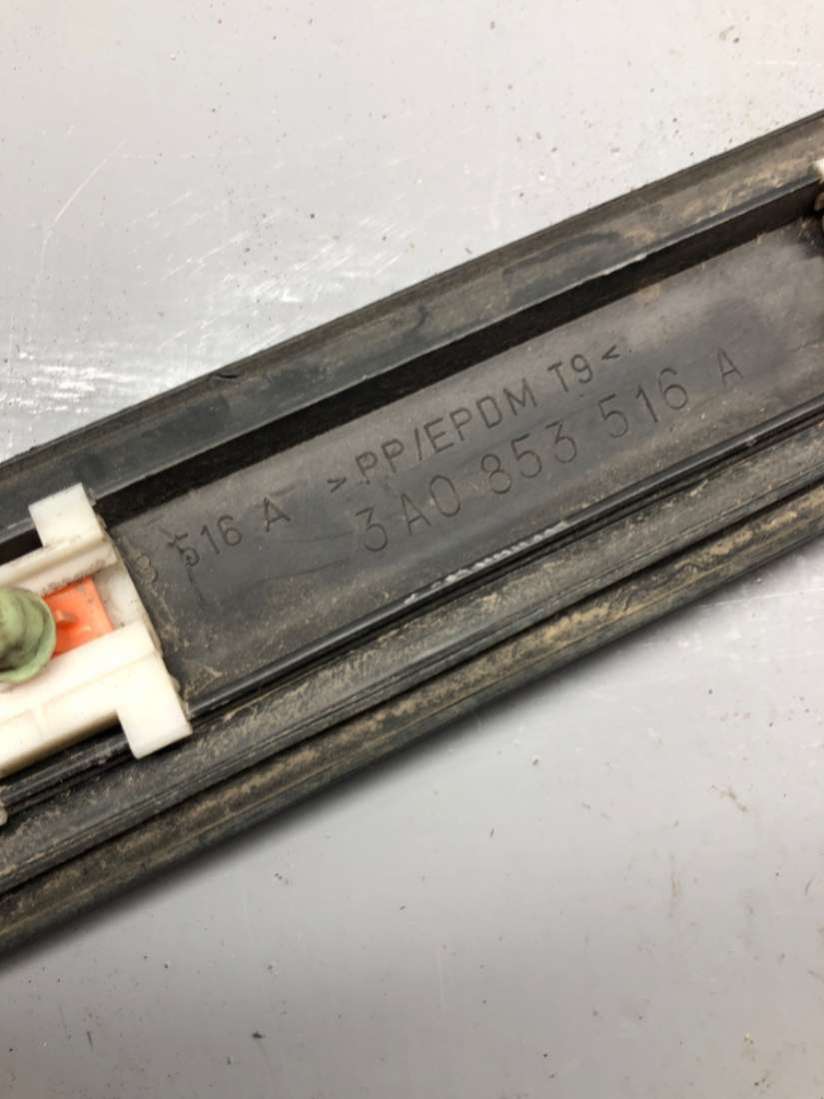 >PP/EPDM T9<
3A0 853 516 A
516 A